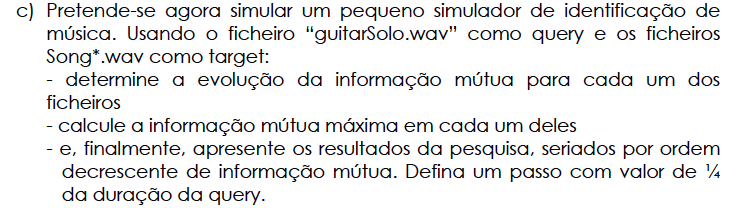 c) Pretende-se agora simular um pequeno simulador de identificação de
música. Usando o ficheiro “guitarSolo.wav” como query e os ficheiros
Song*.wav como target:
- determine a evolução da informação mútua para cada um dos
ficheiros
- calcule a informação mútua máxima em cada um deles
- e, finalmente, apresente os resultados da pesquisa, seriados por ordem
decrescente de informação mútua. Defina um passo com valor de ¼
da duração da query.